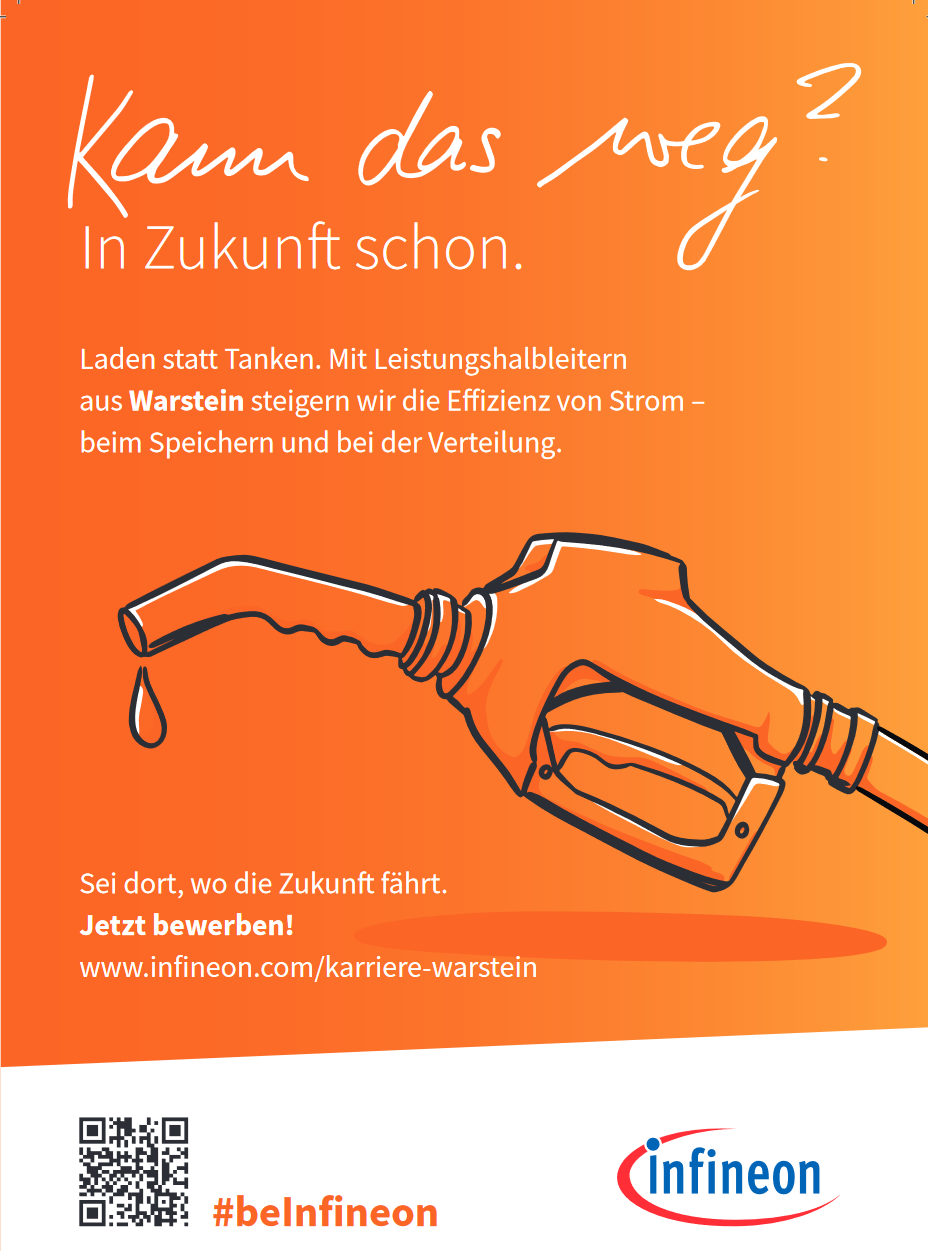 Kann das weg?
In Zukunft schon.
Laden statt Tanken. Mit Leistungshalbleitern
aus Warstein steigern wir die Effizienz von Strom –
beim Speichern und bei der Verteilung.
Sei dort, wo die Zukunft fährt.
Jetzt bewerben!
www.infineon.com/karriere-warstein
#beInfineon
infineon